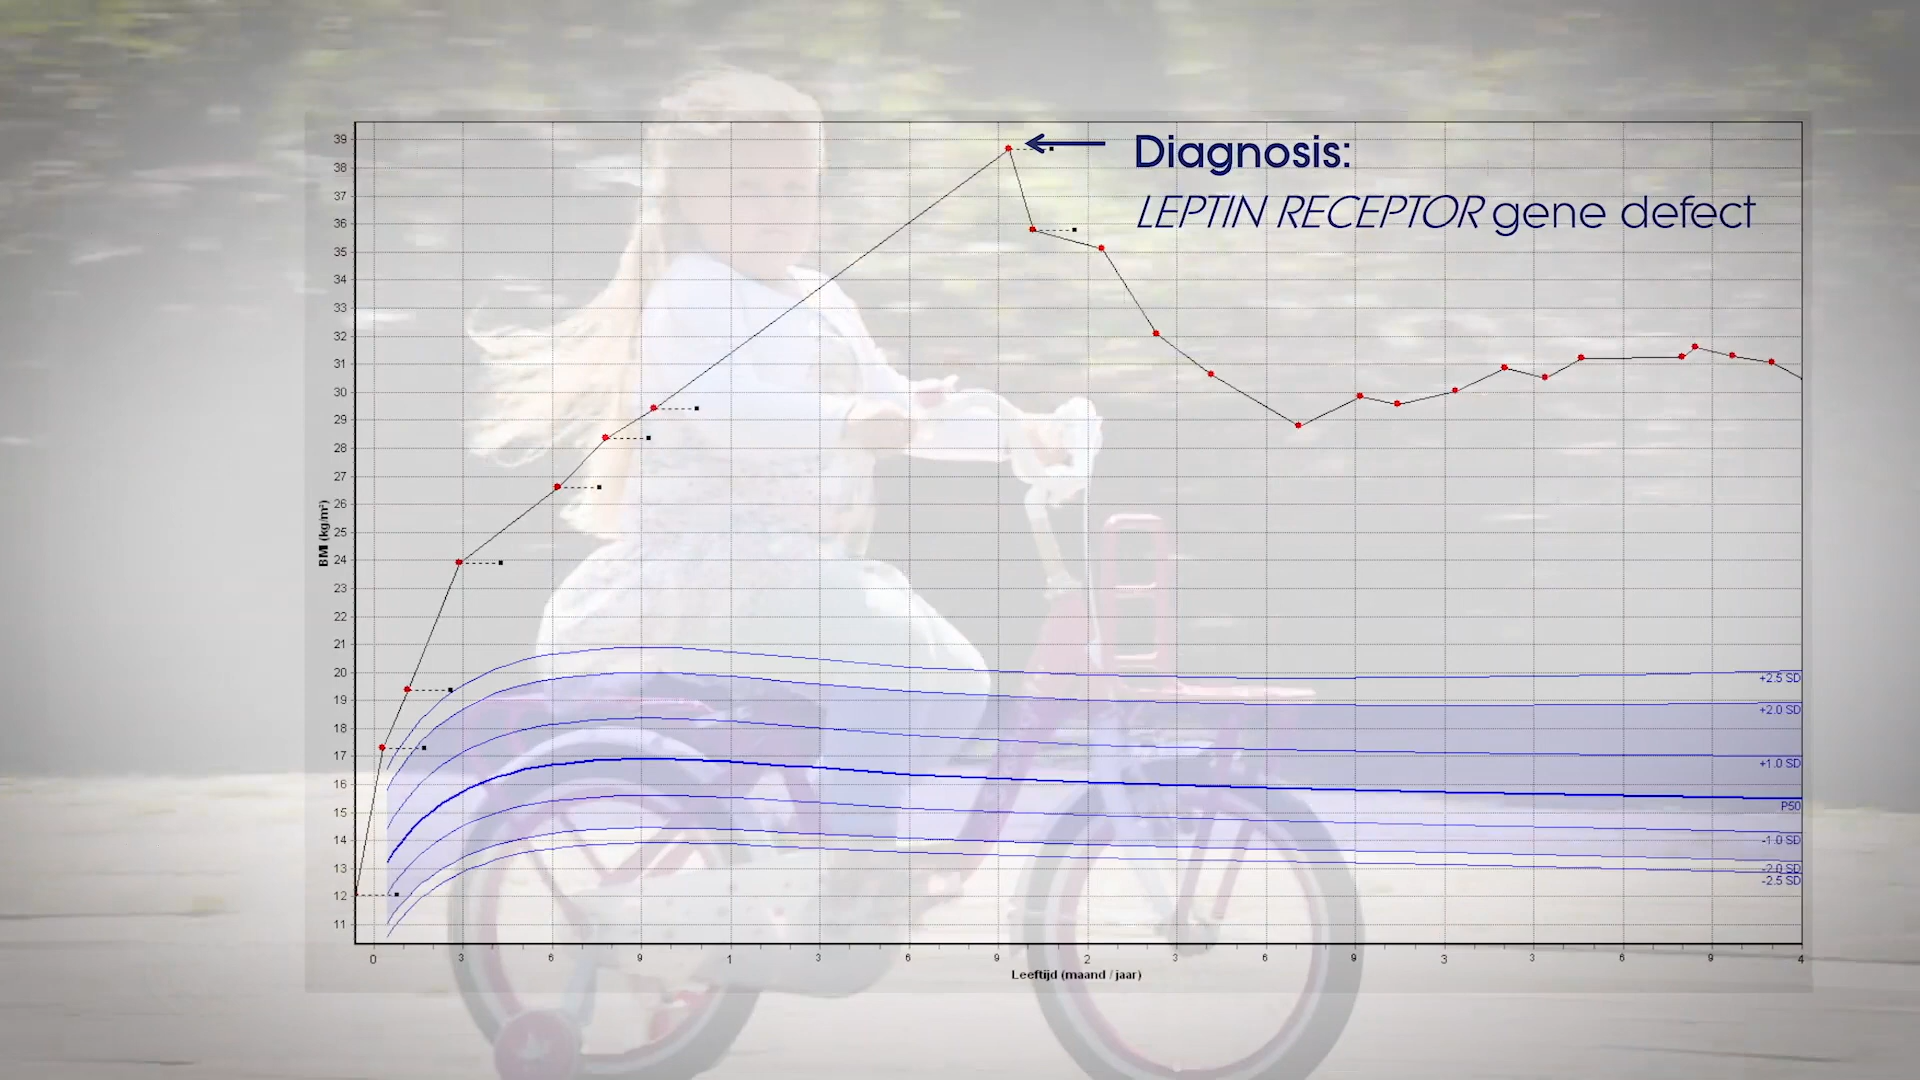 Diagnosis:
LEPTIN RECEPTOR gene defect
39
38
37
36
35
34
33
32
31
30
29
28
27
26
25
24
23
22
21
20
19
18
17
16
15
14
13
12
11
BMI (kg/m²)
+2.5 SD
+2.0 SD
+1.0 SD
P50
-1.0 SD
-2.0 SD
-2.5 SD
0 3 6 9 1 3 6 9 2 3 6 9 3 3 6 9 4
Leeftijd (maand / jaar)